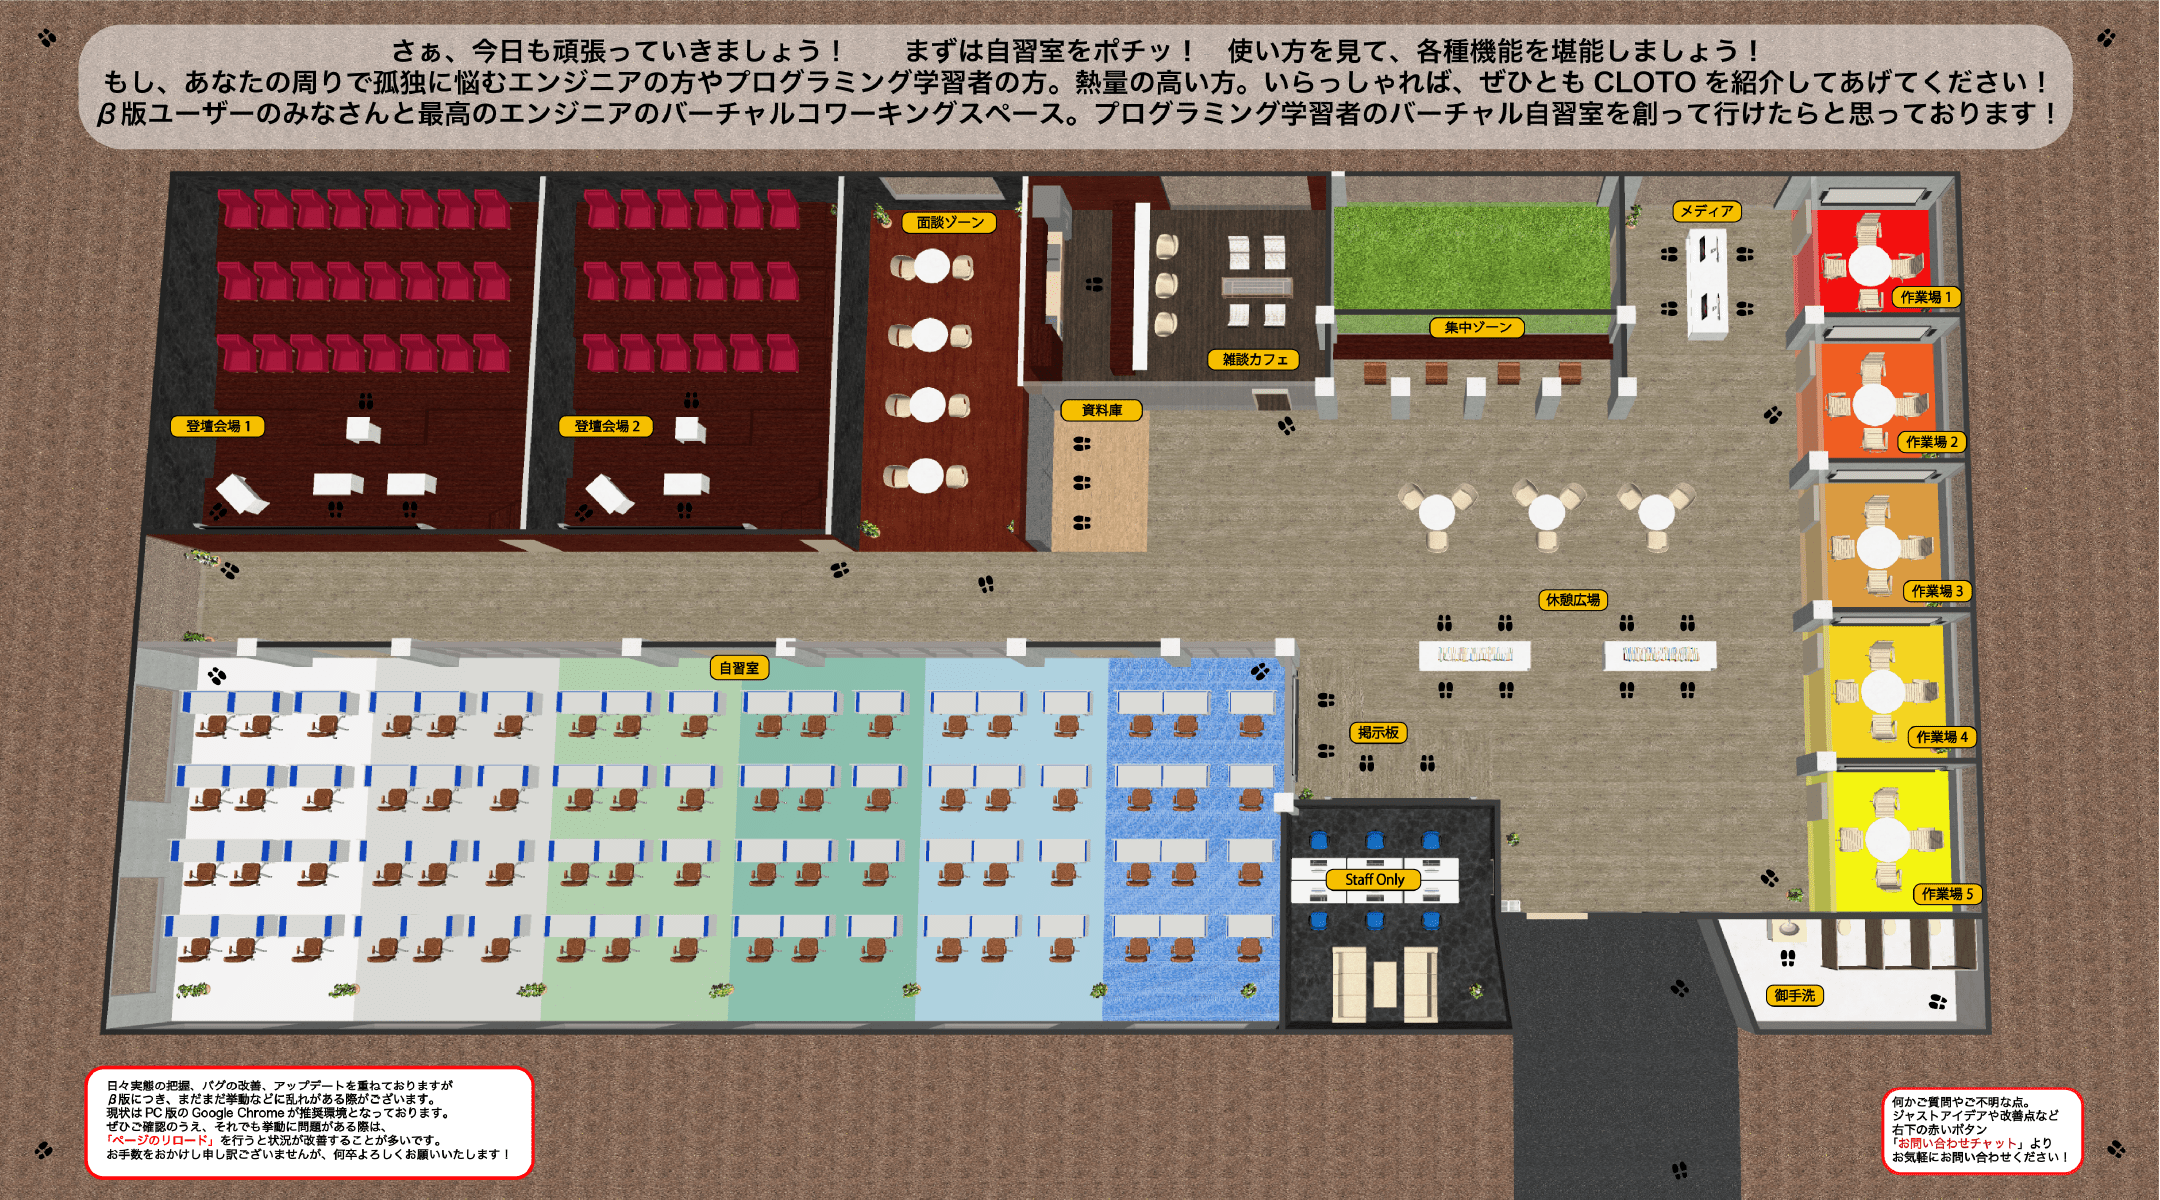 さぁ、今日も頑張っていきましょう！　　まずは自習室をポチッ！　使い方を見て、各種機能を堪能しましょう！
もし、あなたの周りで孤独に悩むエンジニアの方やプログラミング学習者の方。熱量の高い方。いらっしゃれば、ぜひとも CLOTO を紹介してあげてください！
β版ユーザーのみなさんと最高のエンジニアのバーチャルコワーキングスペース。プログラミング学習者のバーチャル自習室を創って行けたらと思っております！
面談ゾーン
メディア
作業場 1
集中ゾーン
雑談カフェ
資料庫
登壇会場 1
登壇会場 2
作業場 2
作業場 3
休憩広場
自習室
掲示板
作業場 4
Staff Only
作業場 5
御手洗
日々実態の把握、バグの改善、アップデートを重ねておりますが
β版につき、まだまだ挙動などに乱れがある際がございます。
現状は PC 版の Google Chrome が推奨環境となっております。
ぜひご確認のうえ、それでも挙動に問題がある際は、
「ページのリロード」を行うと状況が改善することが多いです。
お手数をおかけし申し訳ございませんが、何卒よろしくお願いいたします！
何かご質問やご不明な点。
ジャストアイデアや改善点など
右下の赤いボタン
「お問い合わせチャット」より
お気軽にお問い合わせください！